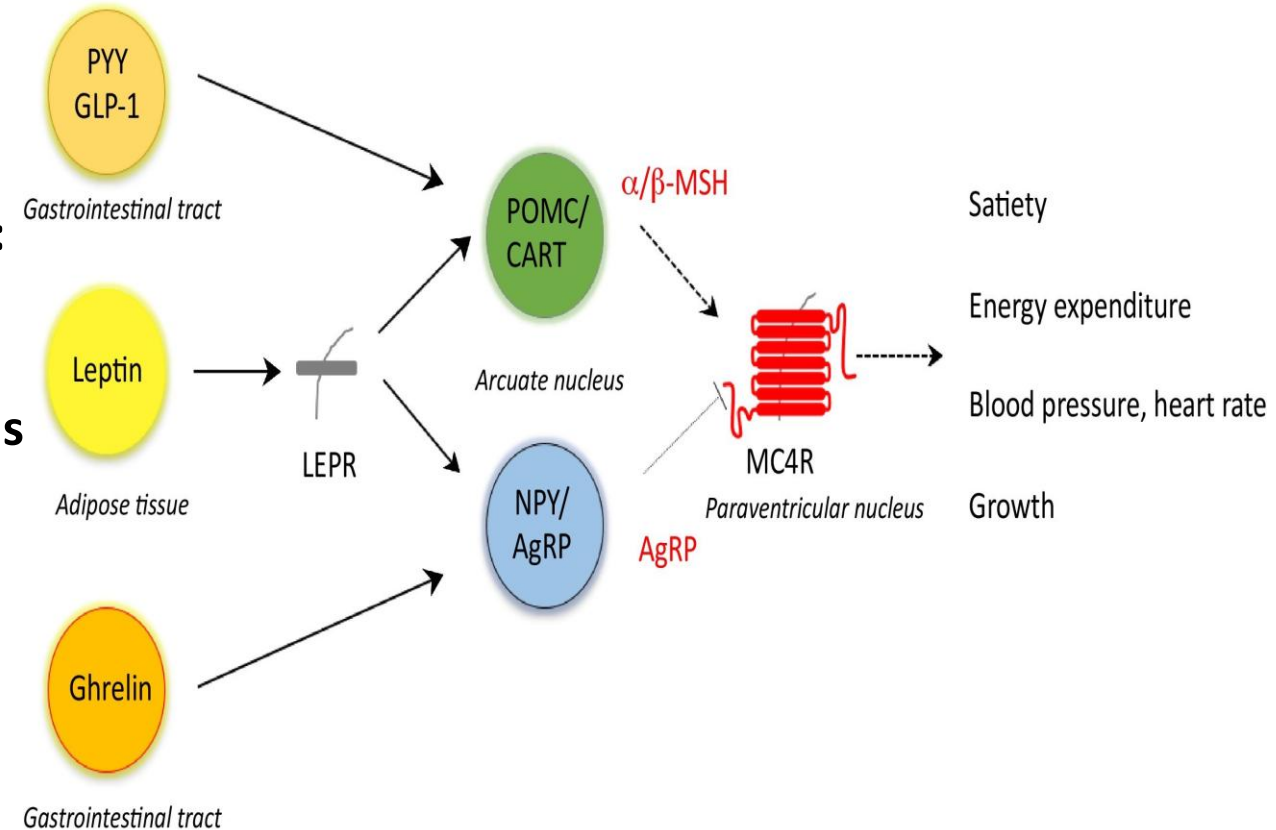 PYY
GLP-1
Gastrointestinal tract
:
Leptin
s
Adipose tissue
LEPR
Ghrelin
Gastrointestinal tract
POMC/
CART
α/β-MSH
Arcuate nucleus
NPY/
AgRP
AgRP
MC4R
Paraventricular nucleus
Satiety
Energy expenditure
Blood pressure, heart rate
Growth